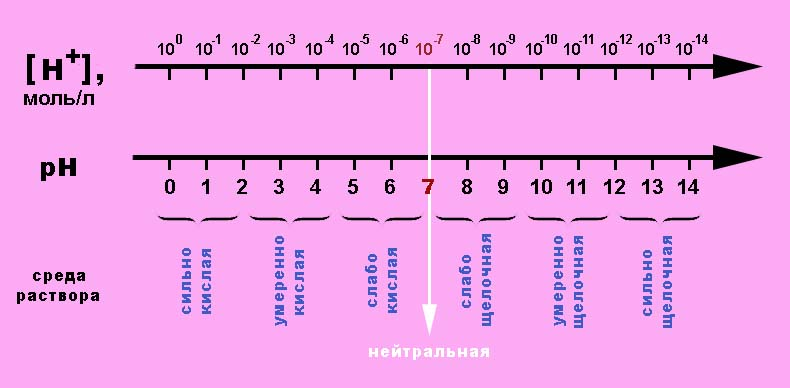 [H⁺], моль/л
10⁰ 10⁻¹ 10⁻² 10⁻³ 10⁻⁴ 10⁻⁵ 10⁻⁶ 10⁻⁷ 10⁻⁸ 10⁻⁹ 10⁻¹⁰ 10⁻¹¹ 10⁻¹² 10⁻¹³ 10⁻¹⁴
pH
0 1 2 3 4 5 6 7 8 9 10 11 12 13 14
среда
раствора
сильно
кислая
умеренно
кислая
слабо
кислая
слабо
щелочная
умеренно
щелочная
сильно
щелочная
нейтральная